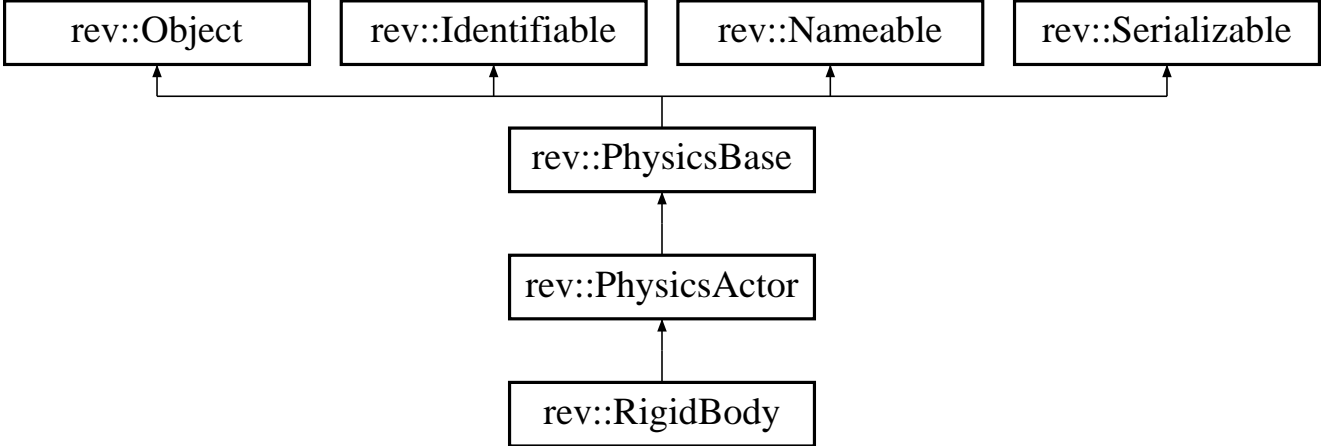 rev::Object
rev::Identifiable
rev::Nameable
rev::Serializable
rev::PhysicsBase
rev::PhysicsActor
rev::RigidBody